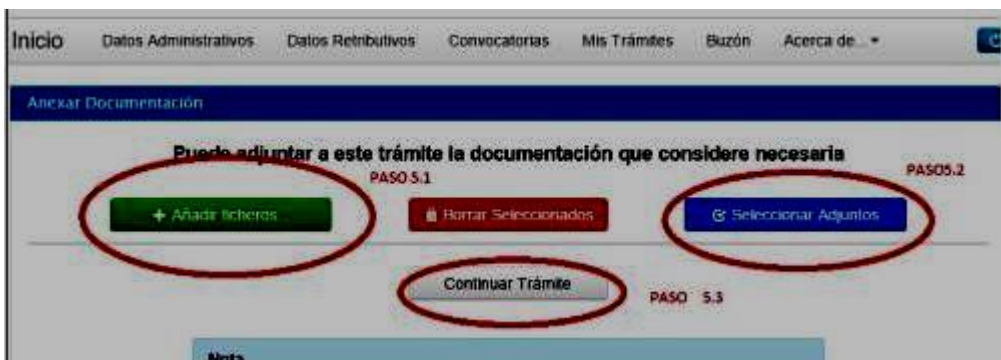 Inicio Datos Administrativos Datos Retributivos Convocatorias Mis Trámites Buzón Acerca de...
Anexar Documentación
Puede adjuntar a este trámite la documentación que considere necesaria
PASO 5.1
PASO5.2
+ Añadir ficheros...
Borrar Seleccionados
Seleccionar Adjuntos
Continuar Trámite
PASO 5.3
Nota